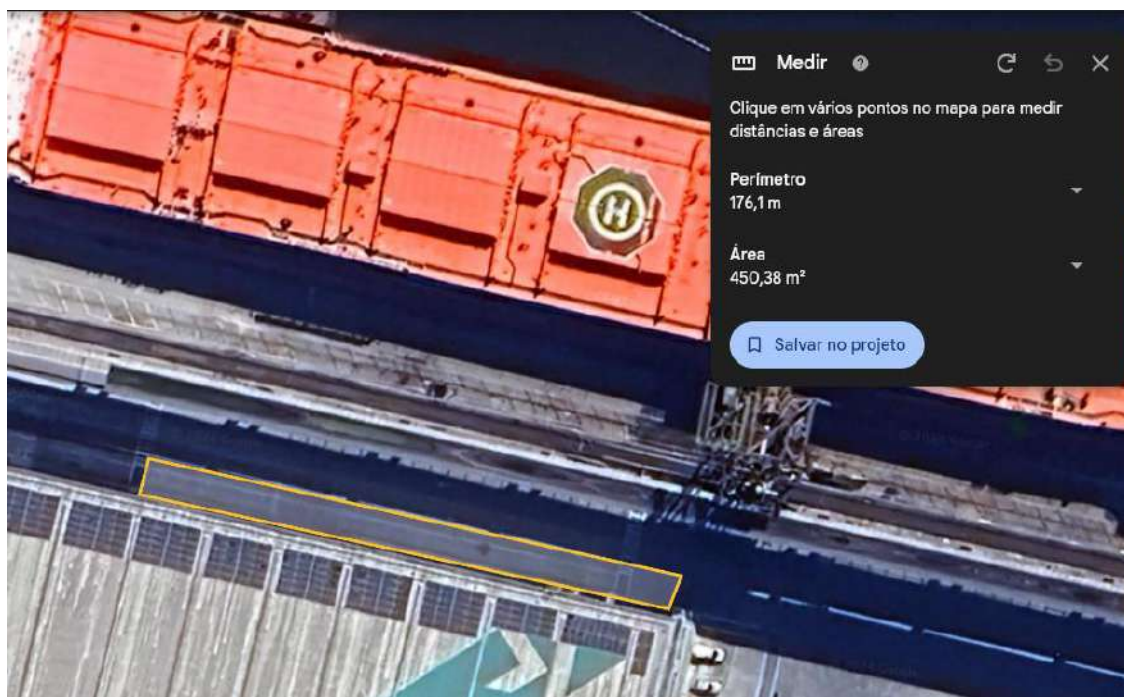 Medir
Clique em vários pontos no mapa para medir
distâncias e áreas
Perímetro
176,1 m
Área
450,38 m²
Salvar no projeto
H